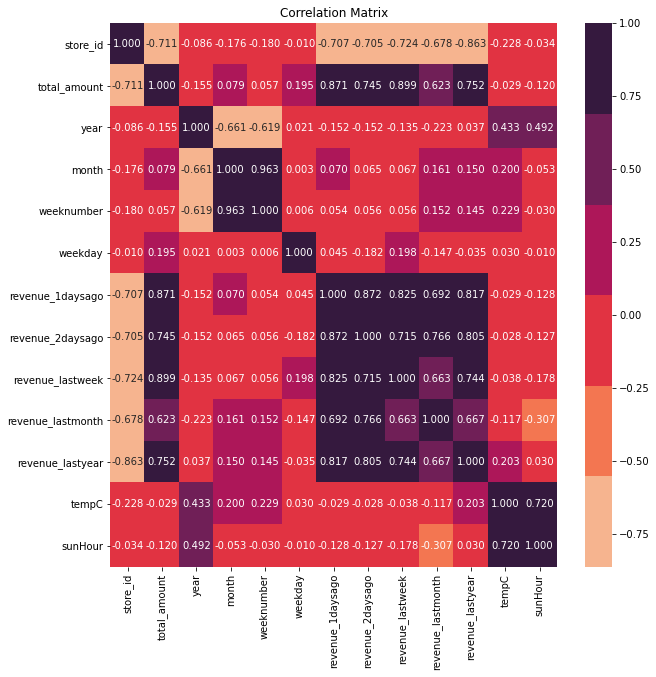 Correlation Matrix
store_id 1.000 -0.711 -0.086 -0.176 -0.180 -0.010 -0.707 -0.705 -0.724 -0.678 -0.863 -0.228 -0.034
total_amount -0.711 1.000 -0.155 0.079 0.057 0.195 0.871 0.745 0.899 0.623 0.752 -0.029 -0.120
year -0.086 -0.155 1.000 -0.661 -0.619 0.021 -0.152 -0.152 -0.135 -0.223 0.037 0.433 0.492
month -0.176 0.079 -0.661 1.000 0.963 0.003 0.070 0.065 0.067 0.161 0.150 0.200 -0.053
weeknumber -0.180 0.057 -0.619 0.963 1.000 0.006 0.054 0.056 0.056 0.152 0.145 0.229 -0.030
weekday -0.010 0.195 0.021 0.003 0.006 1.000 0.045 -0.182 0.198 -0.147 -0.035 0.030 -0.010
revenue_1daysago -0.707 0.871 -0.152 0.070 0.054 0.045 1.000 0.872 0.825 0.692 0.817 -0.029 -0.128
revenue_2daysago -0.705 0.745 -0.152 0.065 0.056 -0.182 0.872 1.000 0.715 0.766 0.805 -0.028 -0.127
revenue_lastweek -0.724 0.899 -0.135 0.067 0.056 0.198 0.825 0.715 1.000 0.663 0.744 -0.038 -0.178
revenue_lastmonth -0.678 0.623 -0.223 0.161 0.152 -0.147 0.692 0.766 0.663 1.000 0.667 -0.117 -0.307
revenue_lastyear -0.863 0.752 0.037 0.150 0.145 -0.035 0.817 0.805 0.744 0.667 1.000 0.203 0.030
tempC -0.228 -0.029 0.433 0.200 0.229 0.030 -0.029 -0.028 -0.038 -0.117 0.203 1.000 0.720
sunHour -0.034 -0.120 0.492 -0.053 -0.030 -0.010 -0.128 -0.127 -0.178 -0.307 0.030 0.720 1.000
store_id
total_amount
year
month
weeknumber
weekday
revenue_1daysago
revenue_2daysago
revenue_lastweek
revenue_lastmonth
revenue_lastyear
tempC
sunHour
1.00
0.75
0.50
0.25
0.00
−0.25
−0.50
−0.75